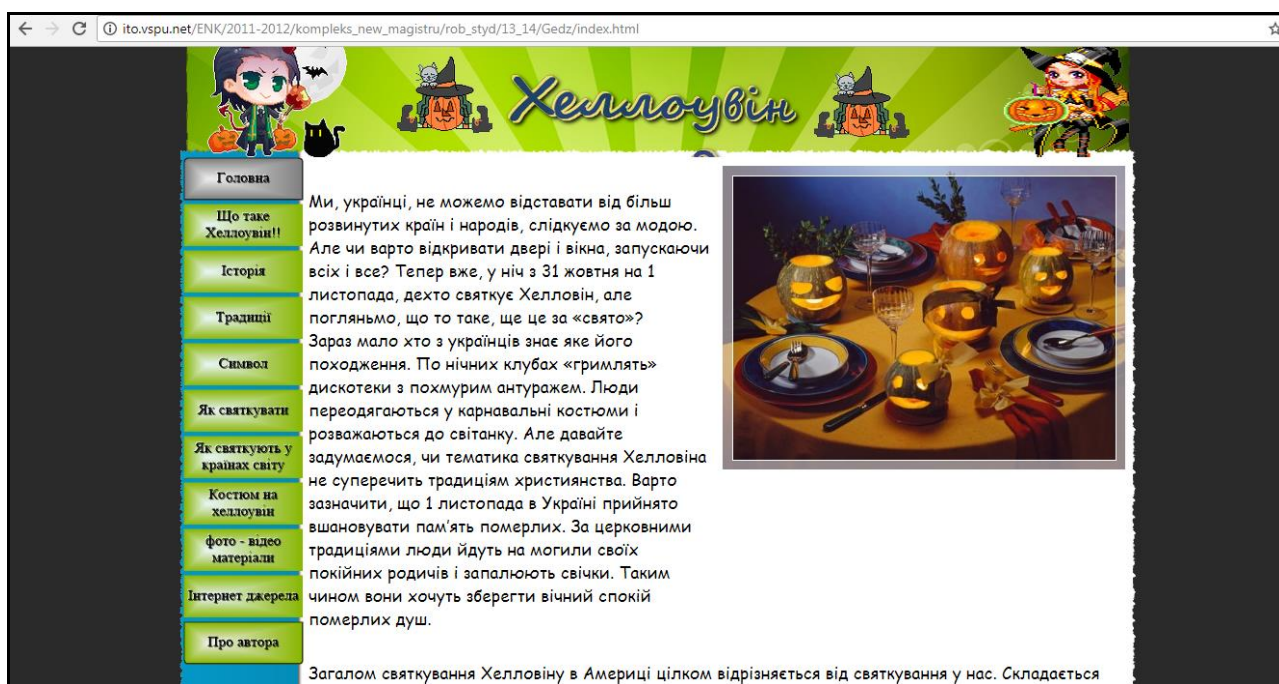 ito.vspu.net/ENK/2011-2012/kompleks_new_magistru/rob_styd/13_14/Gedz/index.html
Хеллоувін
Головна
Що таке
Хеллоувін!!
Історія
Традиції
Символ
Як святкувати
Як святкують у
країнах світу
Костюм на
хеллоувін
фото - відео
матеріали
Інтернет джерела
Про автора
Ми, українці, не можемо відставати від більш
розвинутих країн і народів, слідкуємо за модою.
Але чи варто відкривати двері і вікна, запускаючи
всіх і все? Тепер вже, у ніч з 31 жовтня на 1
листопада, дехто святкує Хелловін, але
погляньмо, що то таке, ще це за «свято»?
Зараз мало хто з українців знає яке його
походження. По нічних клубах «гримлять»
дискотеки з похмурим антуражем. Люди
переодягаються у карнавальні костюми і
розважаються до світанку. Але давайте
задумаємося, чи тематика святкування Хелловіна
не суперечить традиціям християнства. Варто
зазначити, що 1 листопада в Україні прийнято
вшановувати пам'ять померлих. За церковними
традиціями люди йдуть на могили своїх
покійних родичів і запалюють свічки. Таким
чином вони хочуть зберегти вічний спокій
померлих душ.
Загалом святкування Хелловіну в Америці цілком відрізняється від святкування у нас. Складається